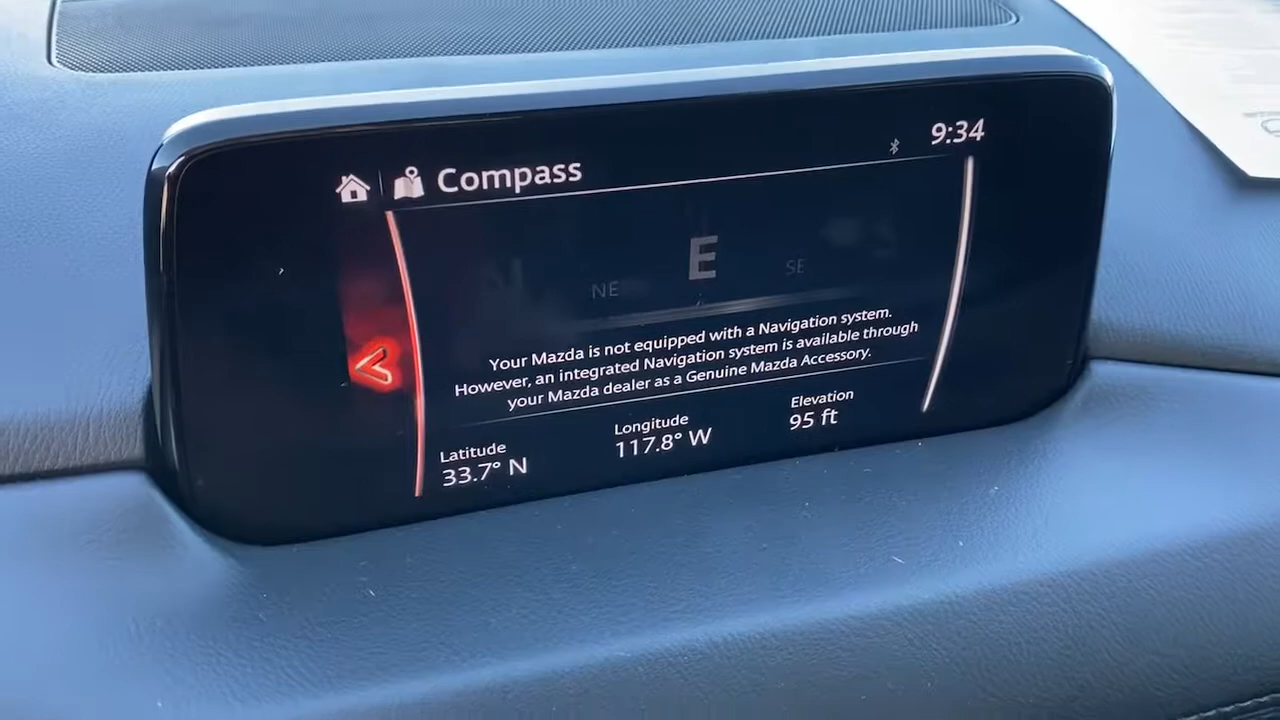 Compass
9:34
E
NE
SE
Your Mazda is not equipped with a Navigation system.
However, an integrated Navigation system is available through
your Mazda dealer as a Genuine Mazda Accessory.
Latitude
33.7° N
Longitude
117.8° W
Elevation
95 ft